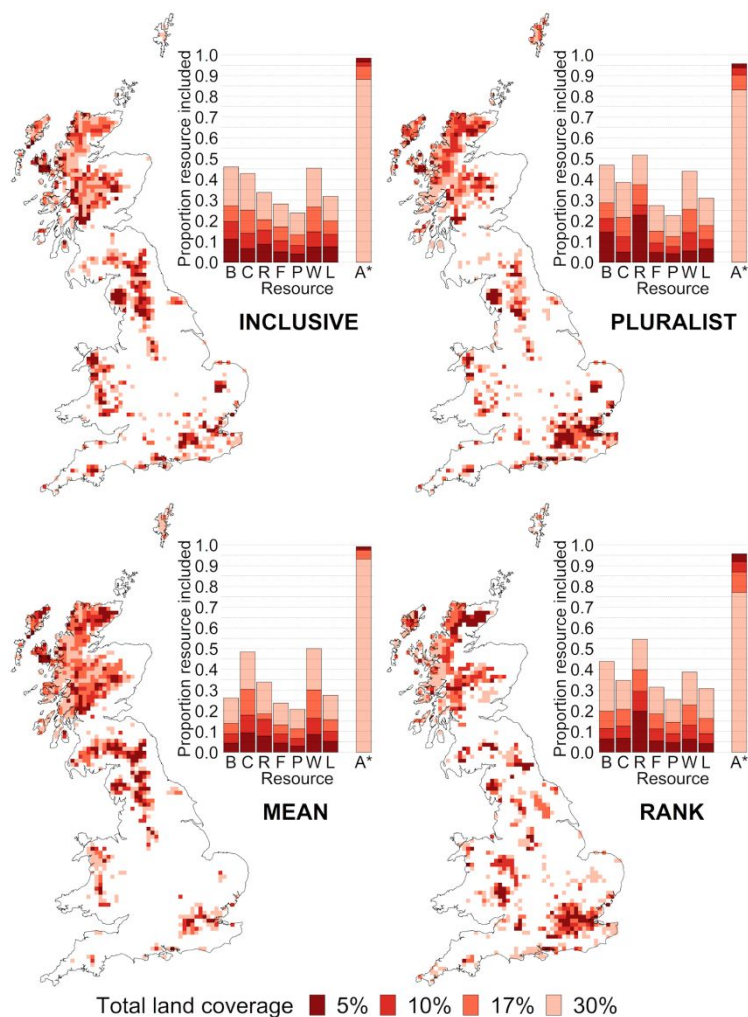 Proportion resource included
1.0
0.9
0.8
0.7
0.6
0.5
0.4
0.3
0.2
0.1
0.0
B C R F P W L A*
Resource
INCLUSIVE
Proportion resource included
1.0
0.9
0.8
0.7
0.6
0.5
0.4
0.3
0.2
0.1
0.0
B C R F P W L A*
Resource
PLURALIST
Proportion resource included
1.0
0.9
0.8
0.7
0.6
0.5
0.4
0.3
0.2
0.1
0.0
B C R F P W L A*
Resource
MEAN
Proportion resource included
1.0
0.9
0.8
0.7
0.6
0.5
0.4
0.3
0.2
0.1
0.0
B C R F P W L A*
Resource
RANK
Total land coverage 5% 10% 17% 30%